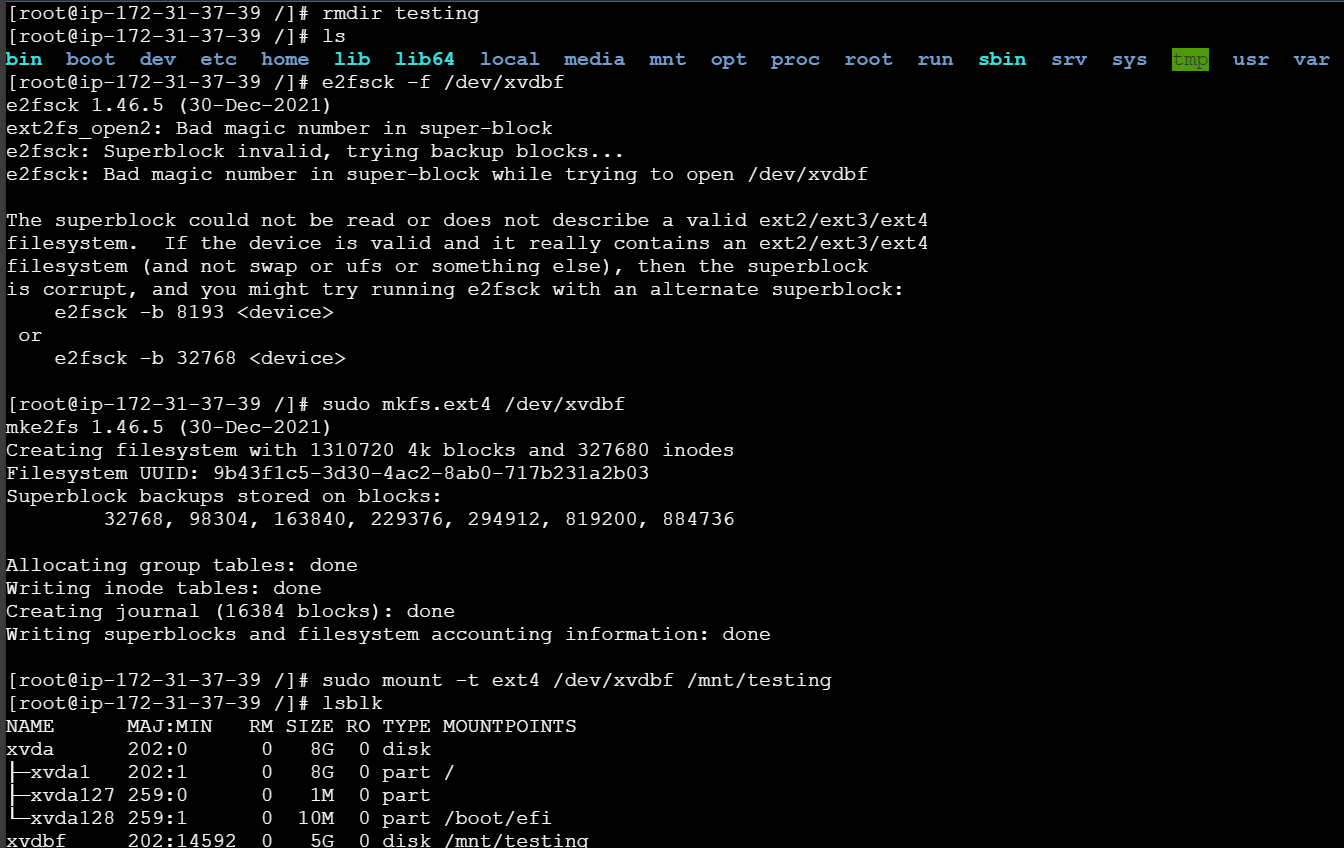 [root@ip-172-31-37-39 /]# rmdir testing
[root@ip-172-31-37-39 /]# ls
bin  boot  dev  etc  home  lib  lib64  local  media  mnt  opt  proc  root  run  sbin  srv  sys  tmp  usr  var
[root@ip-172-31-37-39 /]# e2fsck -f /dev/xvdbf
e2fsck 1.46.5 (30-Dec-2021)
ext2fs_open2: Bad magic number in super-block
e2fsck: Superblock invalid, trying backup blocks...
e2fsck: Bad magic number in super-block while trying to open /dev/xvdbf

The superblock could not be read or does not describe a valid ext2/ext3/ext4
filesystem.  If the device is valid and it really contains an ext2/ext3/ext4
filesystem (and not swap or ufs or something else), then the superblock
is corrupt, and you might try running e2fsck with an alternate superblock:
    e2fsck -b 8193 <device>
 or
    e2fsck -b 32768 <device>

[root@ip-172-31-37-39 /]# sudo mkfs.ext4 /dev/xvdbf
mke2fs 1.46.5 (30-Dec-2021)
Creating filesystem with 1310720 4k blocks and 327680 inodes
Filesystem UUID: 9b43f1c5-3d30-4ac2-8ab0-717b231a2b03
Superblock backups stored on blocks:
        32768, 98304, 163840, 229376, 294912, 819200, 884736

Allocating group tables: done
Writing inode tables: done
Creating journal (16384 blocks): done
Writing superblocks and filesystem accounting information: done

[root@ip-172-31-37-39 /]# sudo mount -t ext4 /dev/xvdbf /mnt/testing
[root@ip-172-31-37-39 /]# lsblk
NAME      MAJ:MIN   RM SIZE RO TYPE MOUNTPOINTS
xvda      202:0      0   8G  0 disk
├─xvda1   202:1      0   8G  0 part /
├─xvda127 259:0      0   1M  0 part
└─xvda128 259:1      0  10M  0 part /boot/efi
xvdbf     202:14592  0   5G  0 disk /mnt/testing